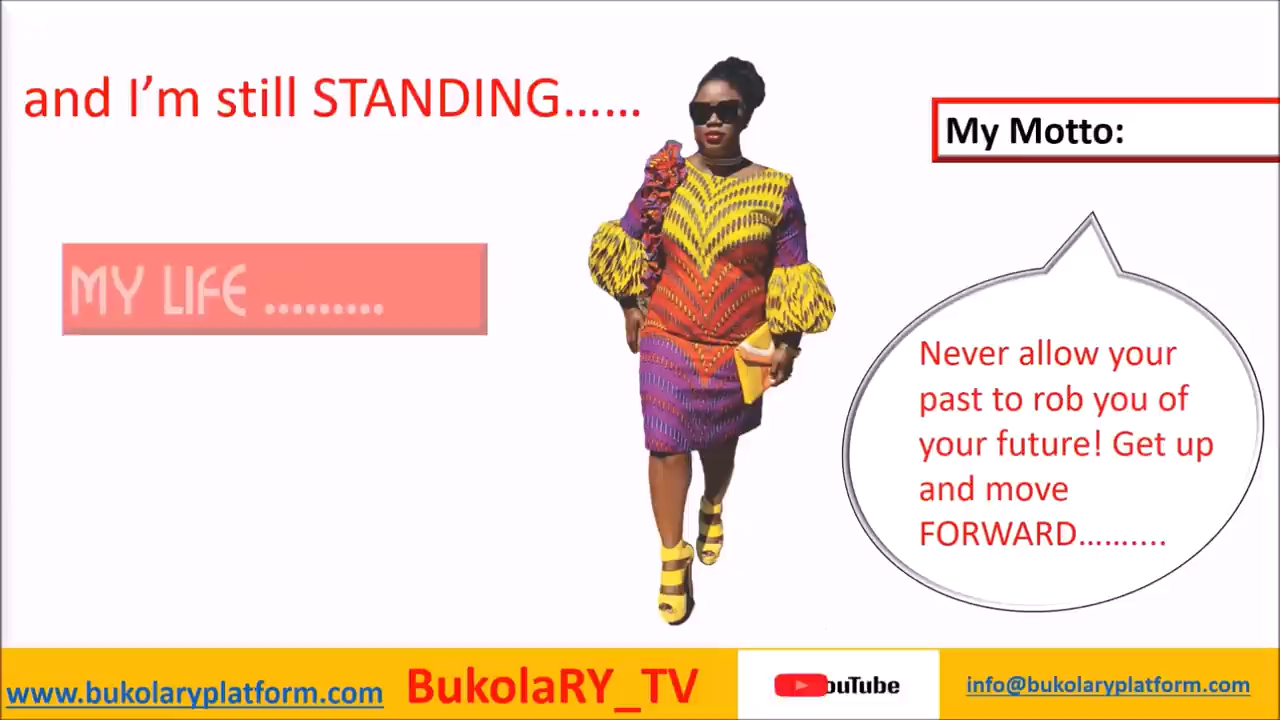 and I’m still STANDING......
MY LIFE .........
My Motto:
Never allow your
past to rob you of
your future! Get up
and move
FORWARD..........
www.bukolaryplatform.com
BukolaRY_TV
ouTube
info@bukolaryplatform.com